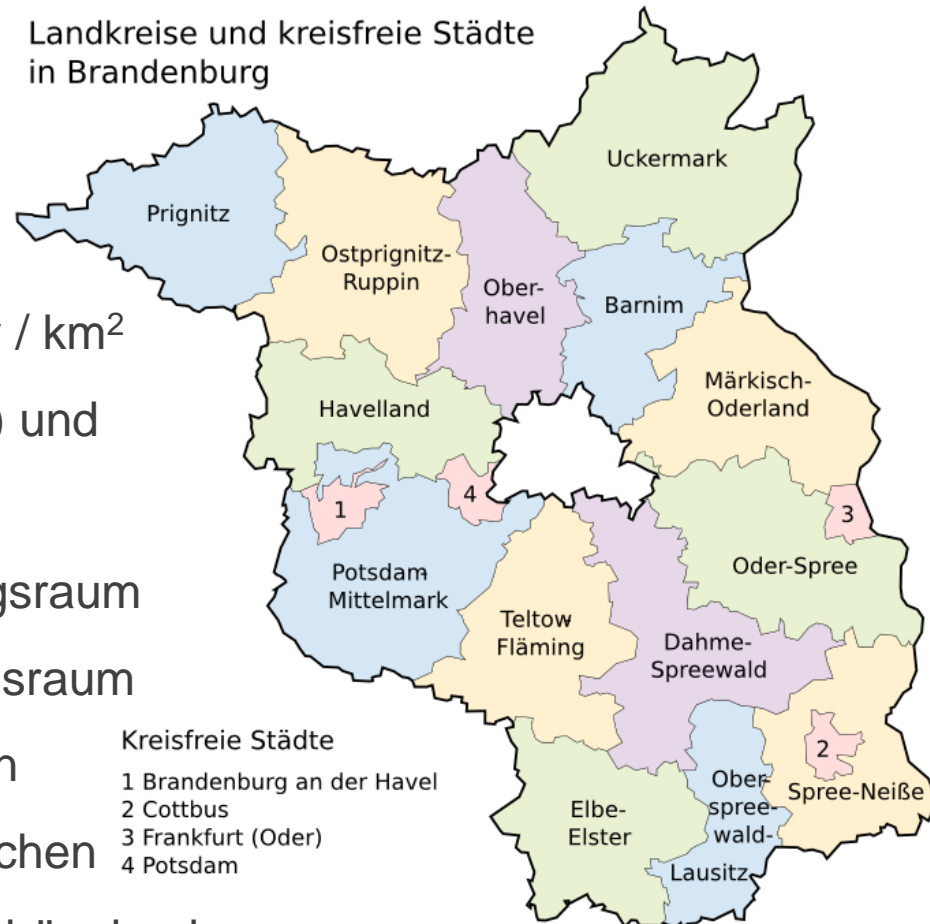 Landkreise und kreisfreie Städte
in Brandenburg
Uckermark
Prignitz
Ostprignitz-
Ruppin
Ober-
havel
Barnim
/ km²
Märkisch-
Oderland
Havelland
) und
1
4
3
Oder-Spree
Potsdam-
Mittelmark
gsraum
Teltow-
Fläming
Dahme-
Spreewald
sraum
Kreisfreie Städte
1 Brandenburg an der Havel
2 Cottbus
3 Frankfurt (Oder)
4 Potsdam
n
chen
2
Ober-
spree-
wald-
Lausitz
Spree-Neiße
Elbe-
Elster